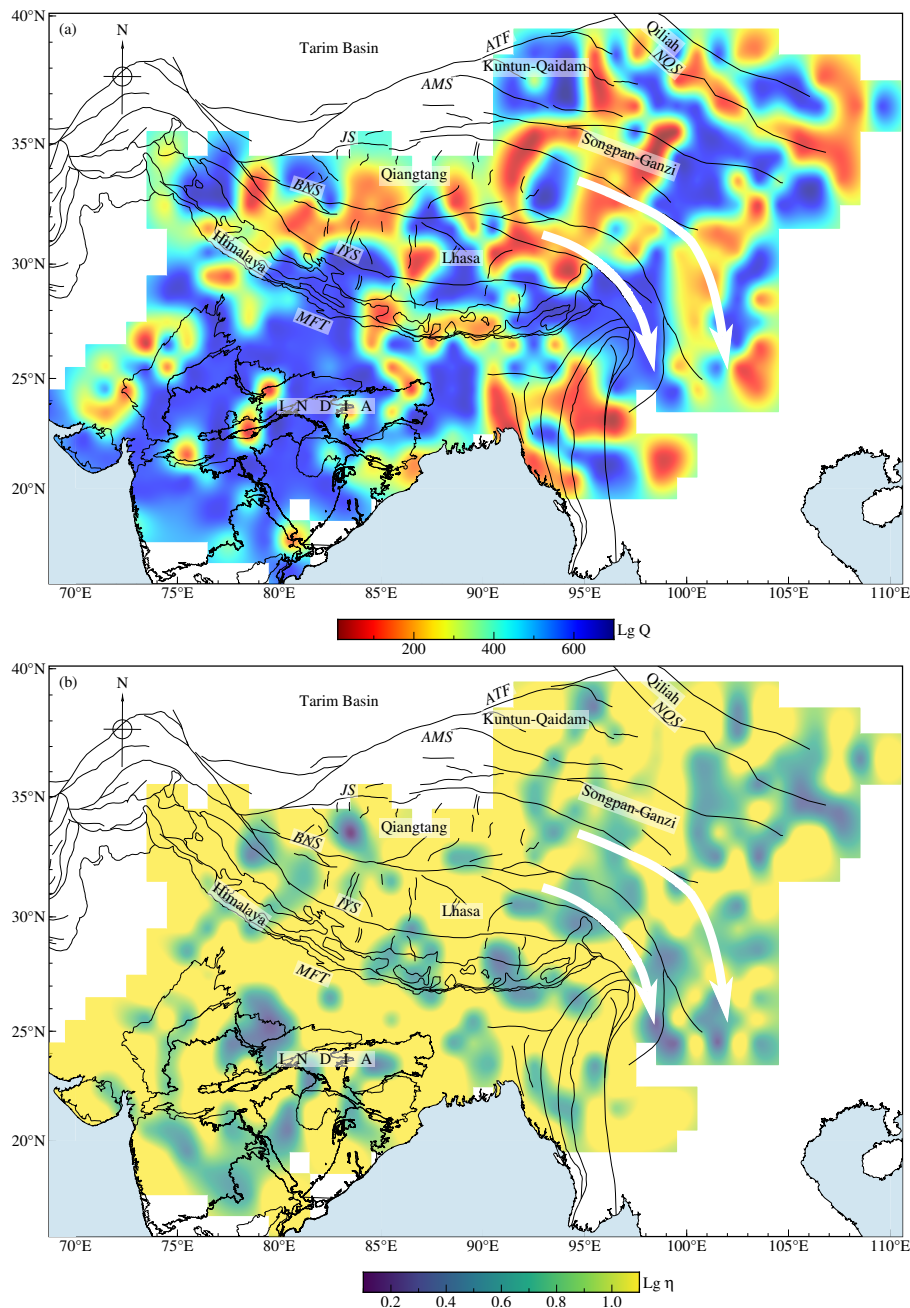 40°N
(a)
N
Tarim Basin
ATF
Qiliah
NQS
Kuntun-Qaidam
AMS
35°N
JS
Songpan-Ganzi
Qiangtang
BNS
Himalaya
IYS
Lhasa
30°N
MFT
25°N
I N D I A
20°N
70°E 75°E 80°E 85°E 90°E 95°E 100°E 105°E 110°E
Lg Q
200 400 600
40°N
(b)
N
Tarim Basin
ATF
Qiliah
NQS
Kuntun-Qaidam
AMS
35°N
JS
Songpan-Ganzi
Qiangtang
BNS
Himalaya
IYS
Lhasa
30°N
MFT
25°N
I N D I A
20°N
70°E 75°E 80°E 85°E 90°E 95°E 100°E 105°E 110°E
Lg η
0.2 0.4 0.6 0.8 1.0